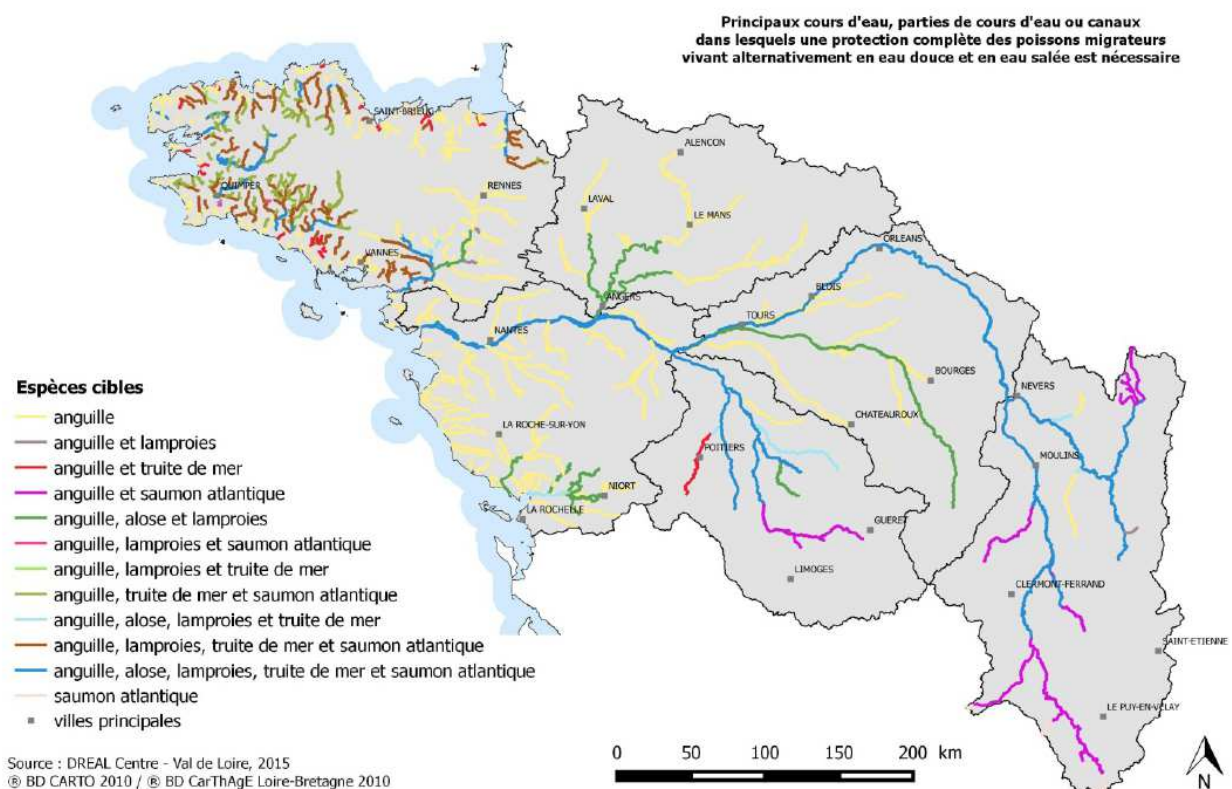 Principaux cours d'eau, parties de cours d'eau ou canaux
dans lesquels une protection complète des poissons migrateurs
vivant alternativement en eau douce et en eau salée est nécessaire
SAINT-BRIEUC
ALENCON
QUIMPER
RENNES
LAVAL
LE MANS
VANNES
ORLEANS
ANGERS
BLOIS
NANTES
TOURS
BOURGES
NEVERS
LA ROCHE-SUR-YON
CHATEAUROUX
POITIERS
MOULINS
NIORT
LA ROCHELLE
GUERET
LIMOGES
CLERMONT-FERRAND
SAINT-ETIENNE
LE PUY-EN-VELAY
Espèces cibles
anguille
anguille et lamproies
anguille et truite de mer
anguille et saumon atlantique
anguille, alose et lamproies
anguille, lamproies et saumon atlantique
anguille, lamproies et truite de mer
anguille, truite de mer et saumon atlantique
anguille, alose, lamproies et truite de mer
anguille, lamproies, truite de mer et saumon atlantique
anguille, alose, lamproies, truite de mer et saumon atlantique
saumon atlantique
villes principales
0 50 100 150 200 km
N
Source : DREAL Centre - Val de Loire, 2015
® BD CARTO 2010 / ® BD CarThAgE Loire-Bretagne 2010